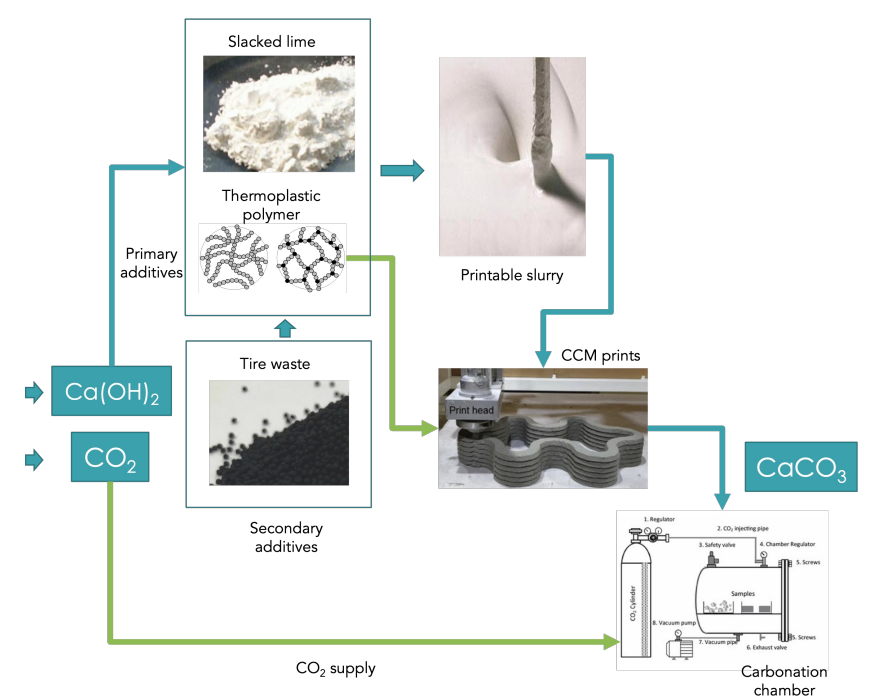 Slacked lime
Thermoplastic
polymer
Primary
additives
Printable slurry
Tire waste
CCM prints
Print head
Ca(OH)₂
CO₂
CaCO₃
Secondary
additives
1. Regulator
2. CO₂ injecting pipe
3. Safety valve
4. Chamber Regulator
5. Screws
Samples
CO₂ Cylinder
8. Vacuum pump
5. Screws
7. Vacuum pipe
6. Exhaust valve
CO₂ supply
Carbonation
chamber